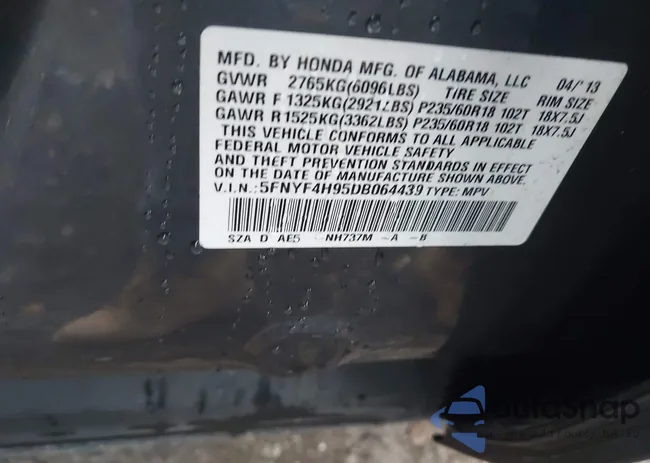 MFD. BY HONDA MFG. OF ALABAMA, LLC 04/'13
GVWR 2765KG(6096LBS) TIRE SIZE RIM SIZE
GAWR F 1325KG(2921LBS) P235/60R18 102T 18X7.5J
GAWR R 1525KG(3362LBS) P235/60R18 102T 18X7.5J
THIS VEHICLE CONFORMS TO ALL APPLICABLE
FEDERAL MOTOR VEHICLE SAFETY
AND THEFT PREVENTION STANDARDS IN EFFECT
ON THE DATE OF MANUFACTURE SHOWN ABOVE.
V.I.N.: 5FNYF4H95DB064439 TYPE: MPV
SZA D AE5 NH737M -A -B
AutoSnap